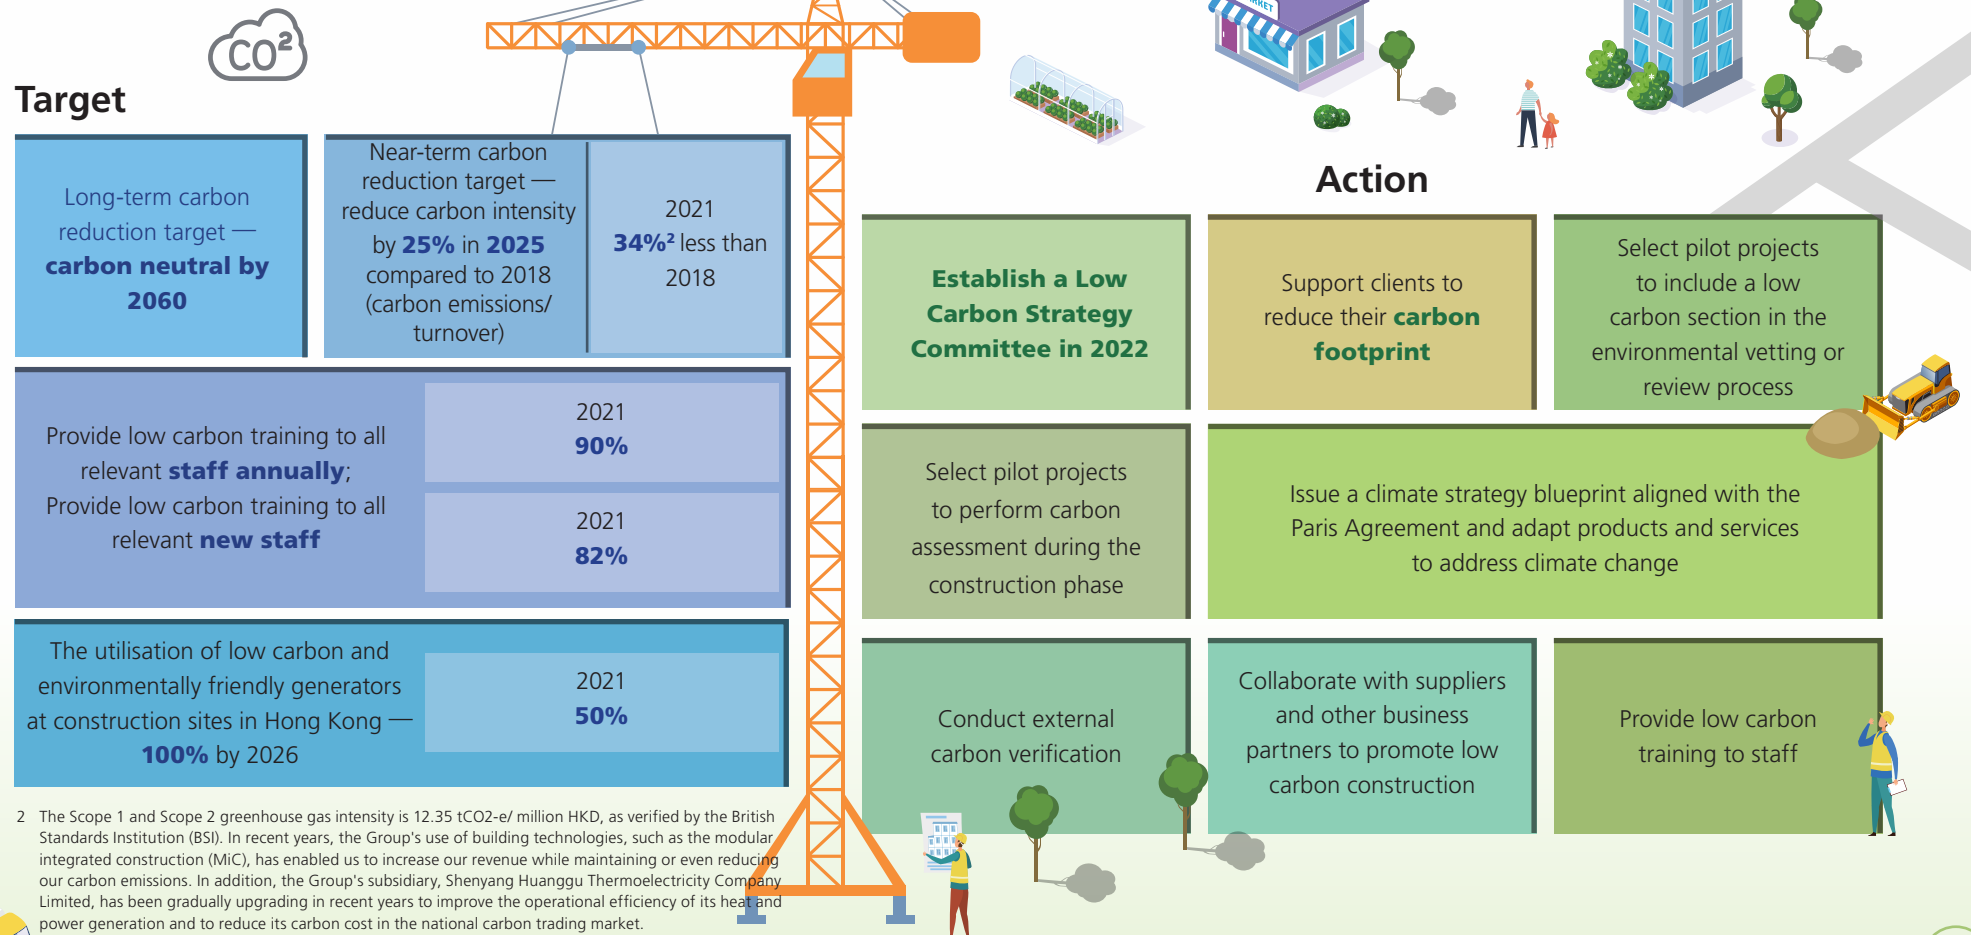 CO²
MARKET
Target
Long-term carbon
reduction target —
carbon neutral by
2060
Near-term carbon
reduction target —
reduce carbon intensity
by 25% in 2025
compared to 2018
(carbon emissions/
turnover)
2021
34%² less than
2018
Provide low carbon training to all
relevant staff annually;
Provide low carbon training to all
relevant new staff
2021
90%
2021
82%
The utilisation of low carbon and
environmentally friendly generators
at construction sites in Hong Kong —
100% by 2026
2021
50%
2 The Scope 1 and Scope 2 greenhouse gas intensity is 12.35 tCO2-e/ million HKD, as verified by the British
Standards Institution (BSI). In recent years, the Group's use of building technologies, such as the modular
integrated construction (MiC), has enabled us to increase our revenue while maintaining or even reducing
our carbon emissions. In addition, the Group's subsidiary, Shenyang Huanggu Thermoelectricity Company
Limited, has been gradually upgrading in recent years to improve the operational efficiency of its heat and
power generation and to reduce its carbon cost in the national carbon trading market.
Action
Establish a Low
Carbon Strategy
Committee in 2022
Support clients to
reduce their carbon
footprint
Select pilot projects
to include a low
carbon section in the
environmental vetting or
review process
Select pilot projects
to perform carbon
assessment during the
construction phase
Issue a climate strategy blueprint aligned with the
Paris Agreement and adapt products and services
to address climate change
Conduct external
carbon verification
Collaborate with suppliers
and other business
partners to promote low
carbon construction
Provide low carbon
training to staff